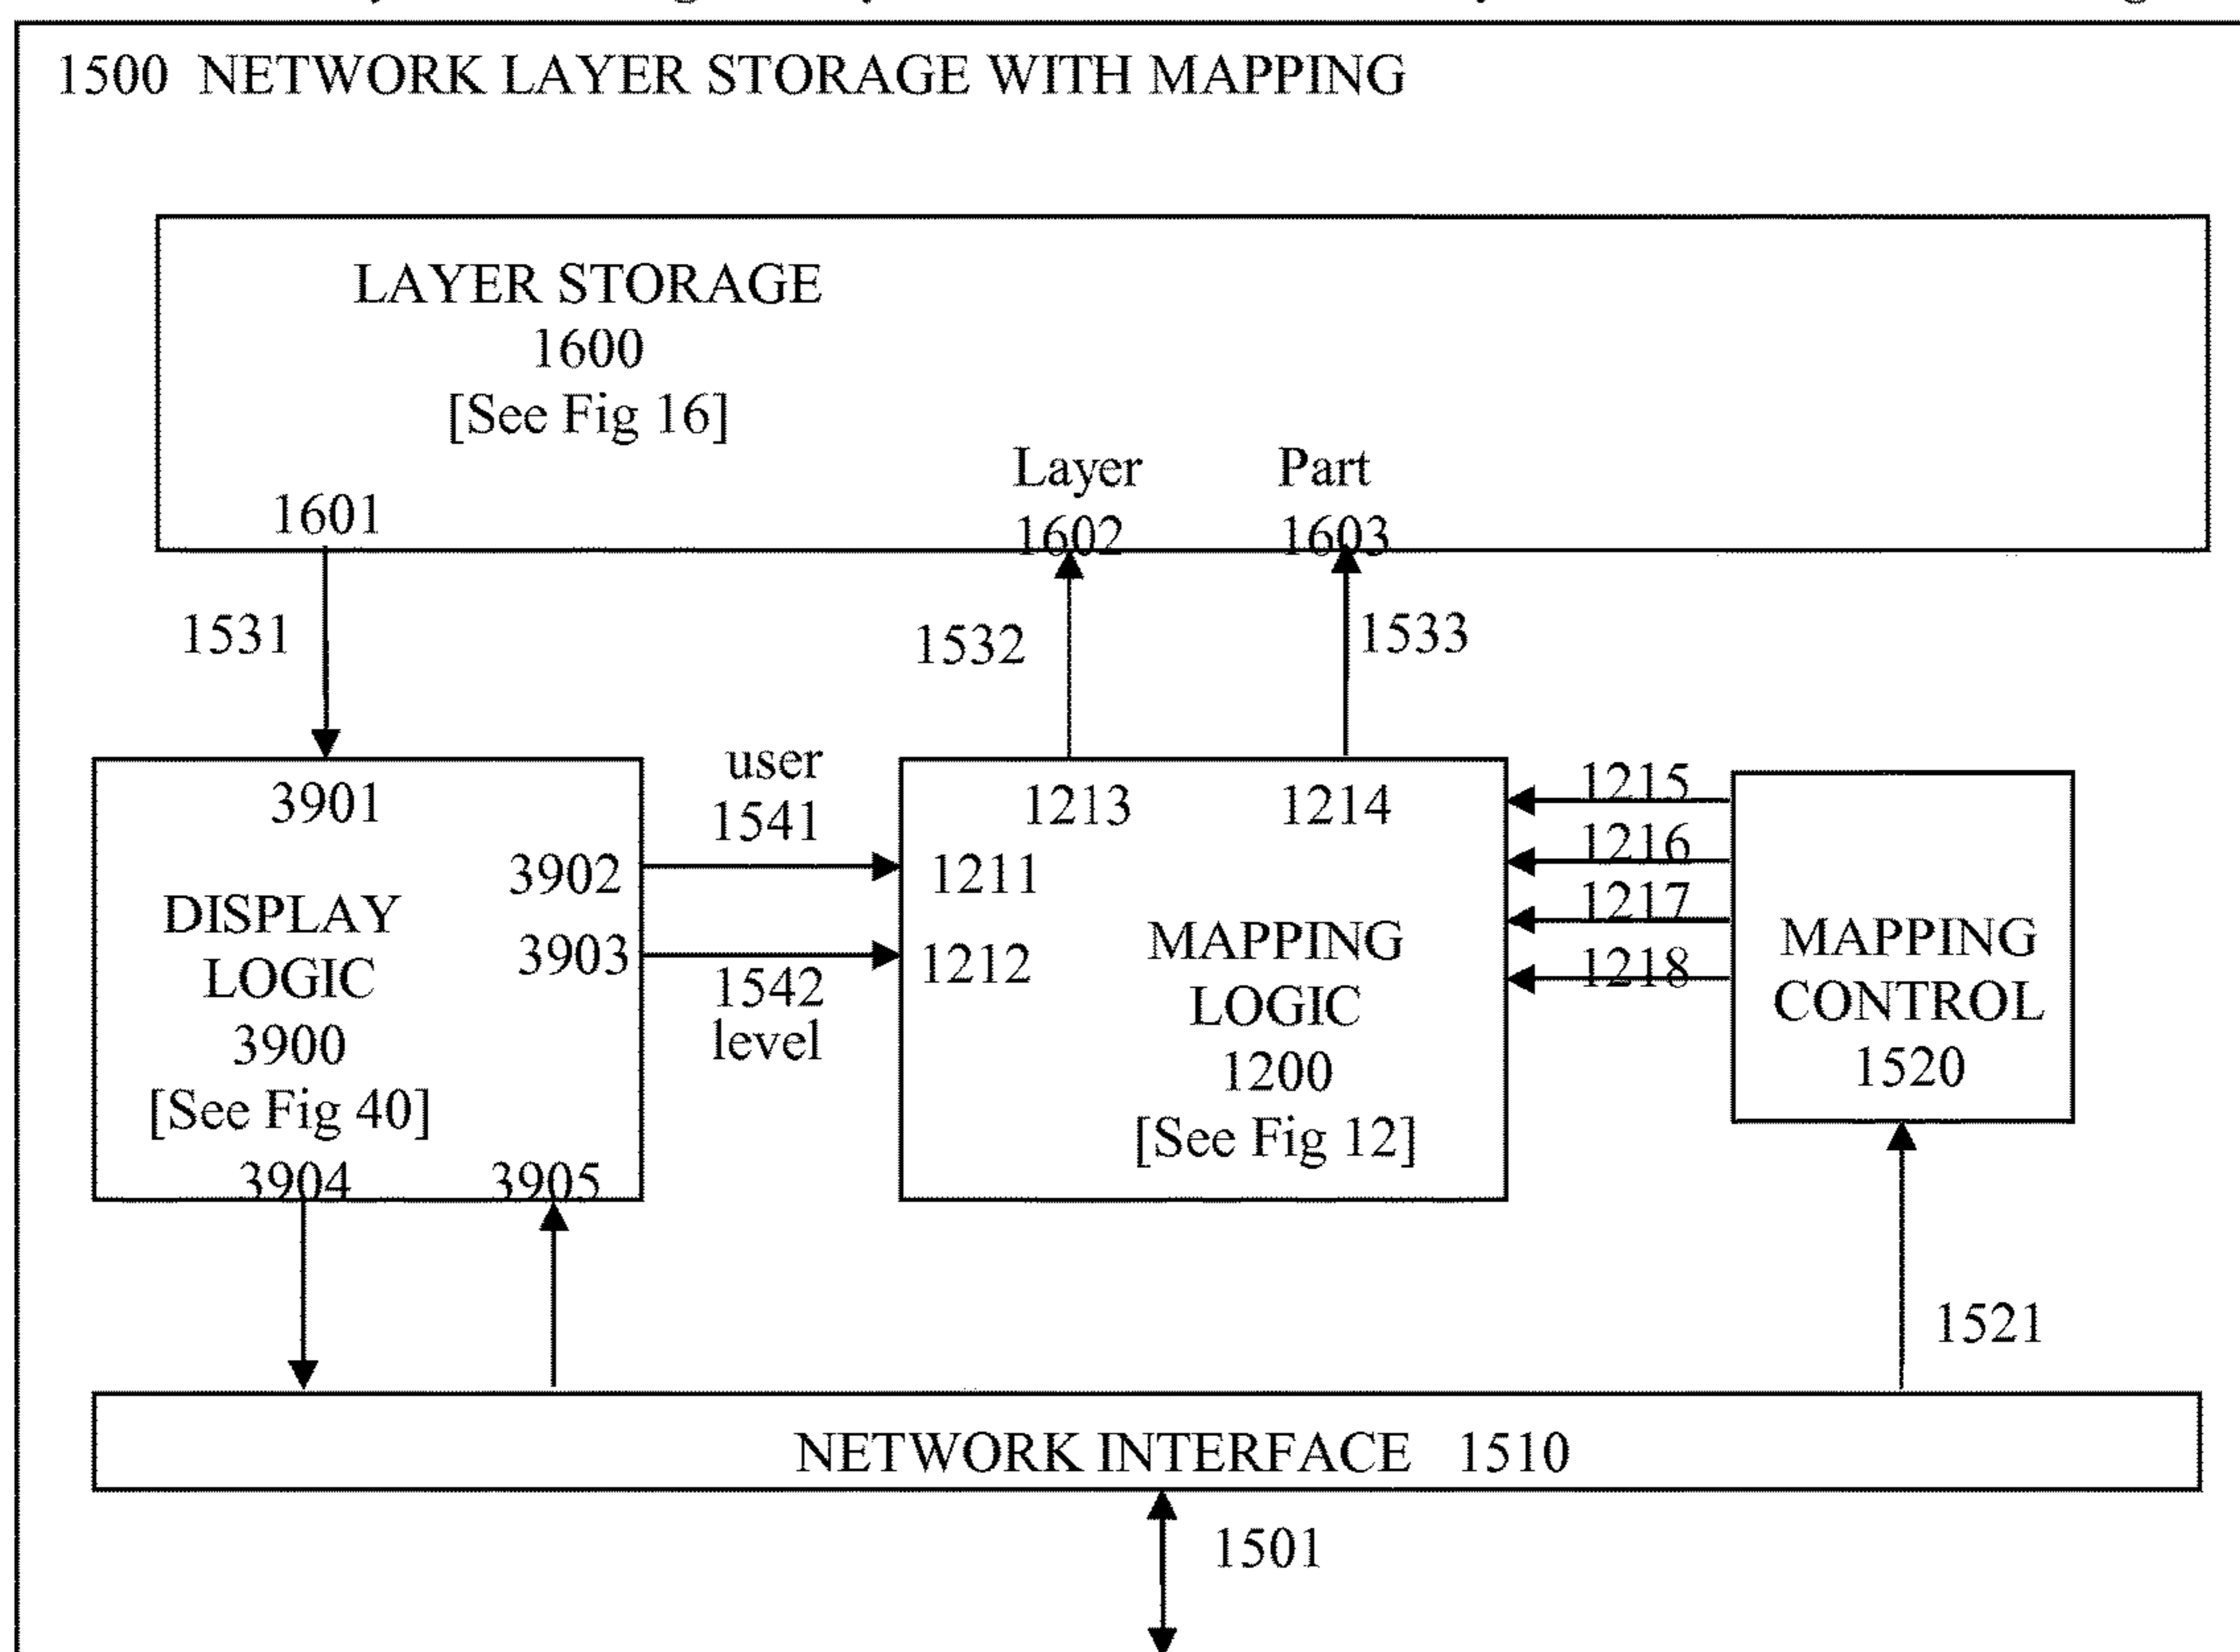 1500 NETWORK LAYER STORAGE WITH MAPPING
LAYER STORAGE
1600
[See Fig 16]
Layer
Part
1601
1602
1603
1531
1532
1533
user
1541
3901
1213
1214
1215
3902
1211
1216
DISPLAY
LOGIC
3900
[See Fig 40]
3903
1542
level
1212
MAPPING
LOGIC
1200
[See Fig 12]
1217
1218
MAPPING
CONTROL
1520
3904
3905
1521
NETWORK INTERFACE 1510
1501